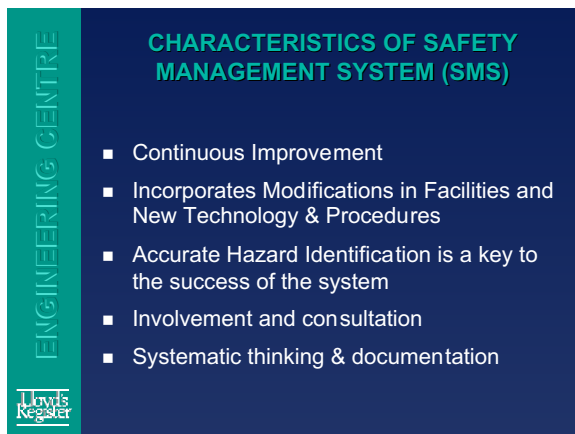 ENGINEERING CENTRE
Lloyd's
Register
CHARACTERISTICS OF SAFETY
MANAGEMENT SYSTEM (SMS)
Continuous Improvement
Incorporates Modifications in Facilities and
New Technology & Procedures
Accurate Hazard Identification is a key to
the success of the system
Involvement and consultation
Systematic thinking & documentation